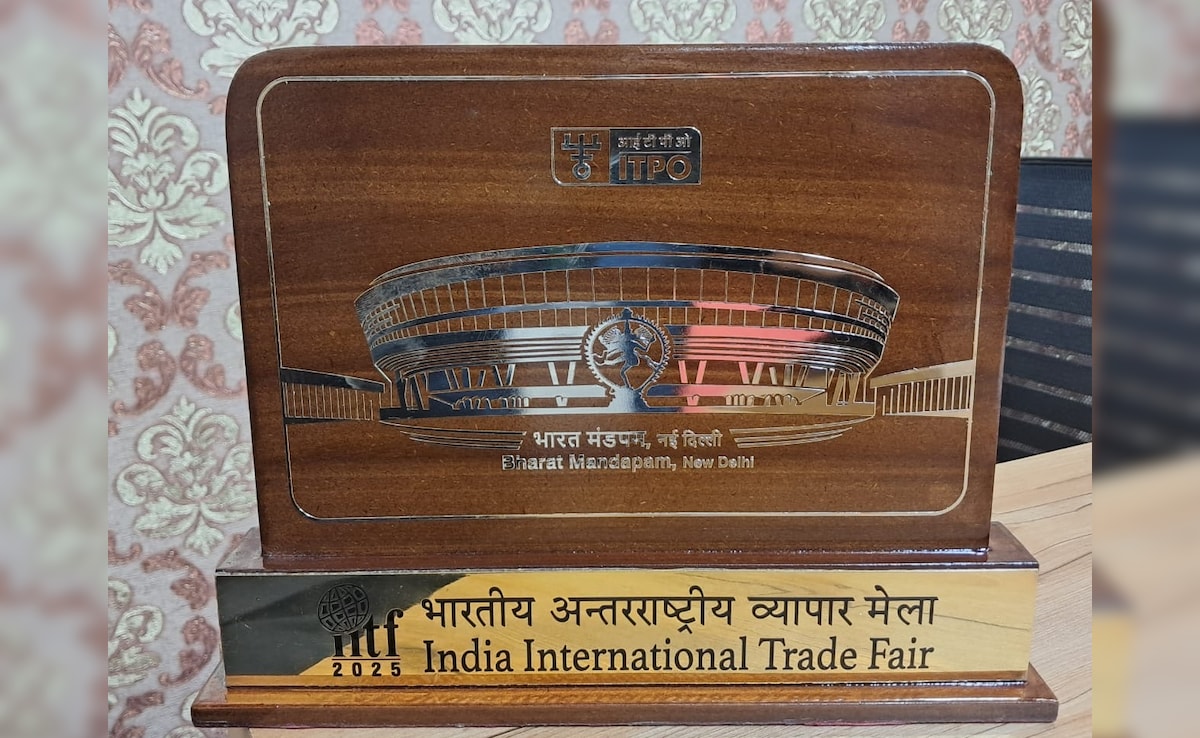 आई टी पी ओ
ITPO
भारत मंडपम, नई दिल्ली
Bharat Mandapam, New Delhi
iitf
2025
भारतीय अन्तरराष्ट्रीय व्यापार मेला
India International Trade Fair